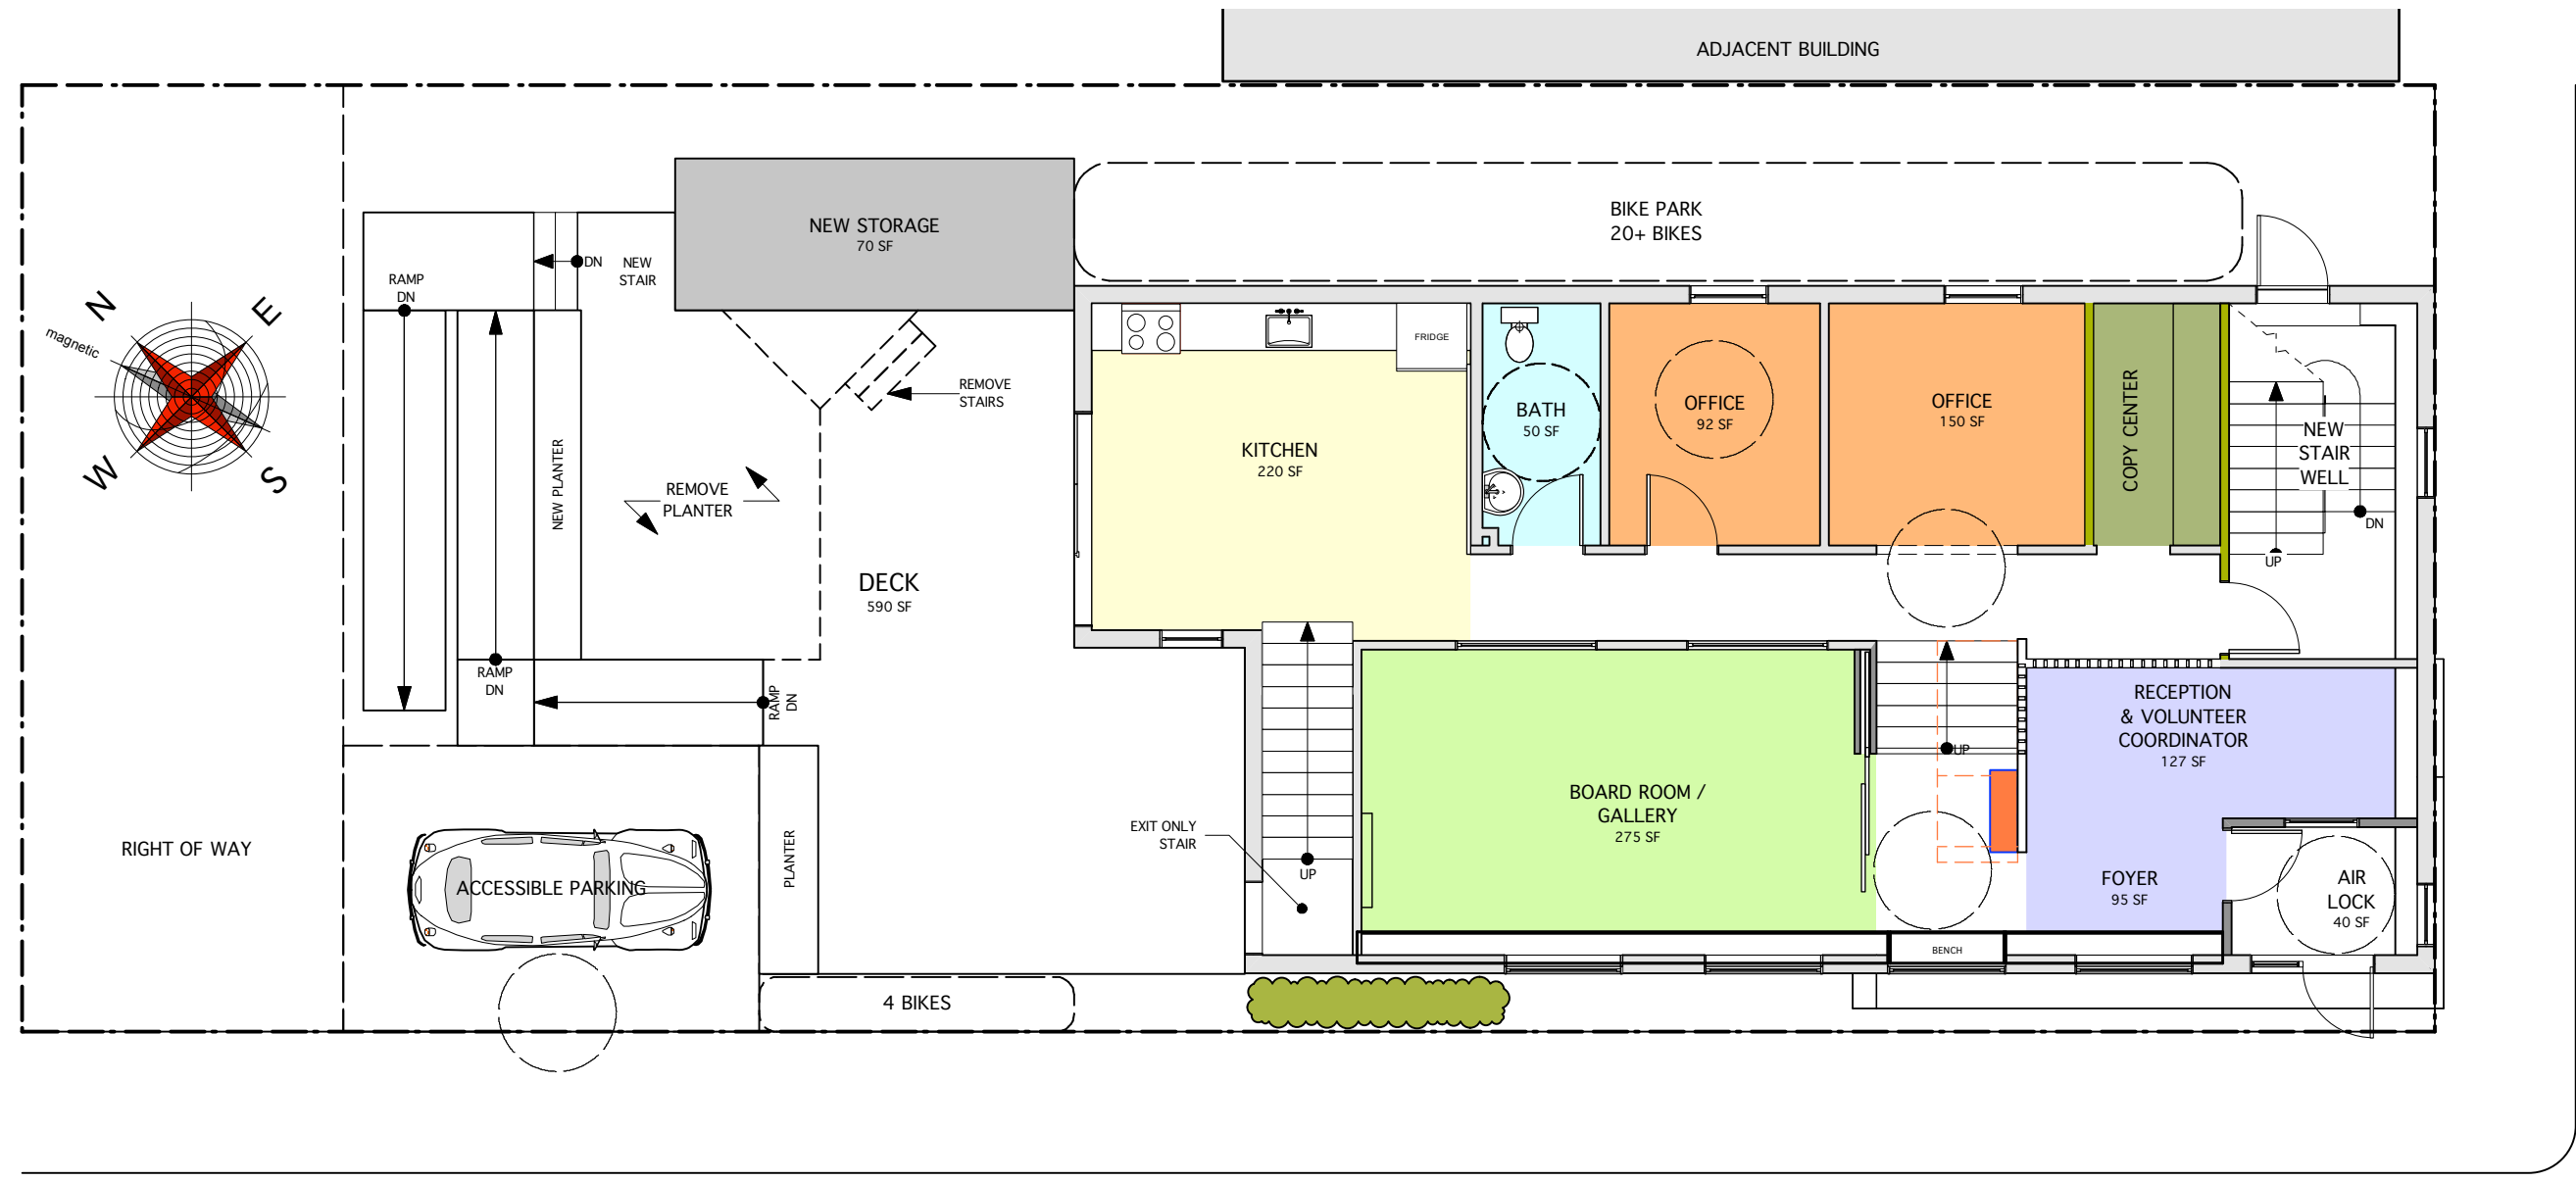 ADJACENT BUILDING
NEW STORAGE
70 SF
BIKE PARK
20+ BIKES
DN
NEW
STAIR
RAMP
DN
N
E
magnetic
W
S
FRIDGE
REMOVE
STAIRS
NEW PLANTER
REMOVE
PLANTER
KITCHEN
220 SF
BATH
50 SF
OFFICE
92 SF
OFFICE
150 SF
COPY CENTER
NEW
STAIR
WELL
DN
UP
DECK
590 SF
RAMP
DN
RAMP
DN
RECEPTION
& VOLUNTEER
COORDINATOR
127 SF
UP
BOARD ROOM /
GALLERY
275 SF
EXIT ONLY
STAIR
UP
RIGHT OF WAY
ACCESSIBLE PARKING
PLANTER
FOYER
95 SF
AIR
LOCK
40 SF
BENCH
4 BIKES